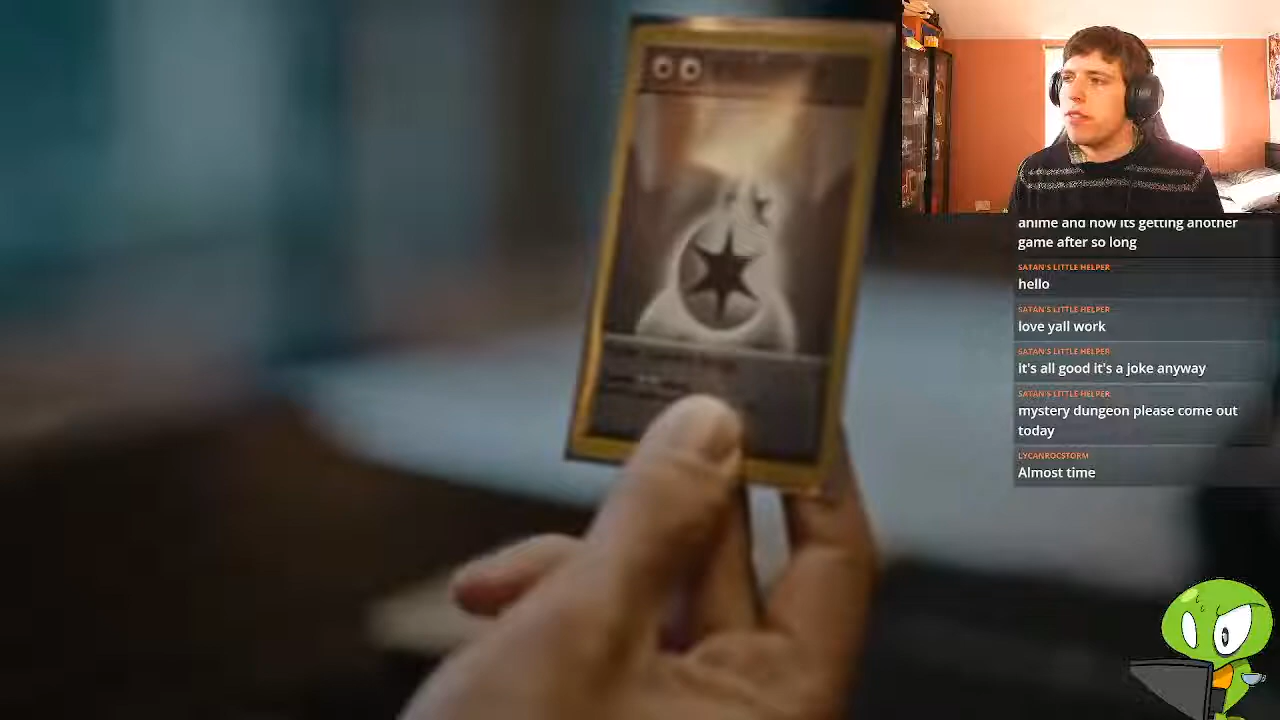 anime and now its getting another
game after so long
SATAN'S LITTLE HELPER
hello
SATAN'S LITTLE HELPER
love yall work
SATAN'S LITTLE HELPER
it's all good it's a joke anyway
SATAN'S LITTLE HELPER
mystery dungeon please come out
today
LYCANROCSTORM
Almost time